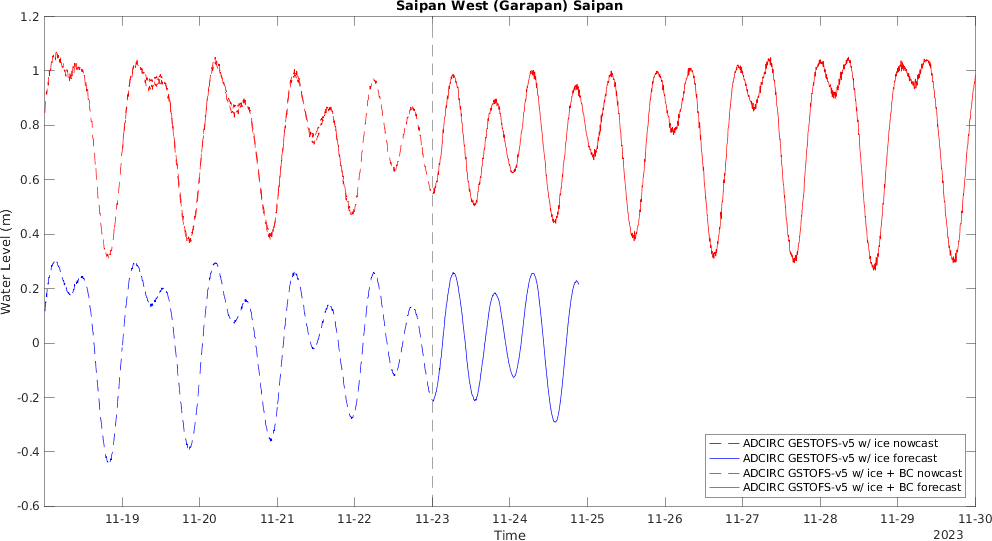 Saipan West (Garapan) Saipan
1.2
1
0.8
0.6
0.4
0.2
0
-0.2
-0.4
-0.6
Water Level (m)
ADCIRC GESTOFS-v5 w/ ice nowcast
ADCIRC GESTOFS-v5 w/ ice forecast
ADCIRC GSTOFS-v5 w/ ice + BC nowcast
ADCIRC GSTOFS-v5 w/ ice + BC forecast
11-19 11-20 11-21 11-22 11-23 11-24 11-25 11-26 11-27 11-28 11-29 11-30
Time
2023